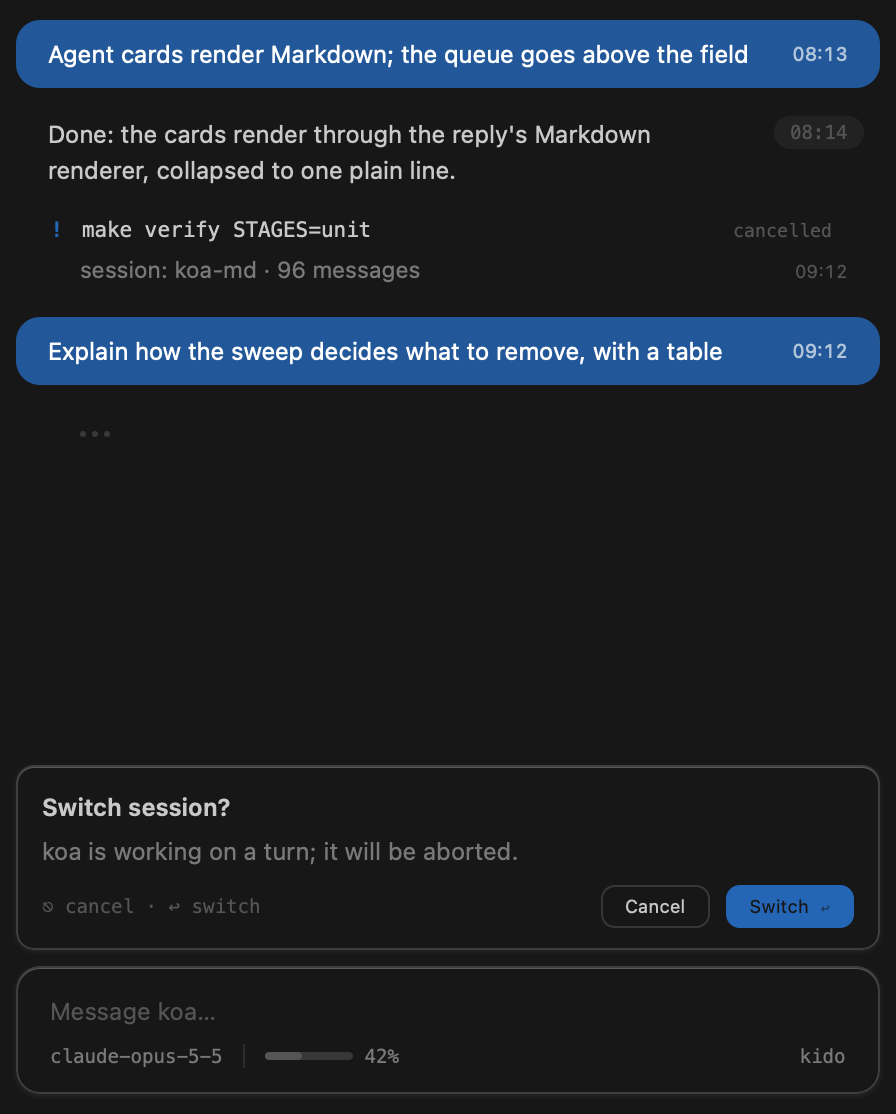 Agent cards render Markdown; the queue goes above the field 08:13
Done: the cards render through the reply's Markdown 08:14
renderer, collapsed to one plain line.
! make verify STAGES=unit cancelled
session: koa-md · 96 messages 09:12
Explain how the sweep decides what to remove, with a table 09:12
•••
Switch session?
koa is working on a turn; it will be aborted.
⎋ cancel · ↩ switch Cancel Switch ↩
Message koa…
claude-opus-5-5 42% kido